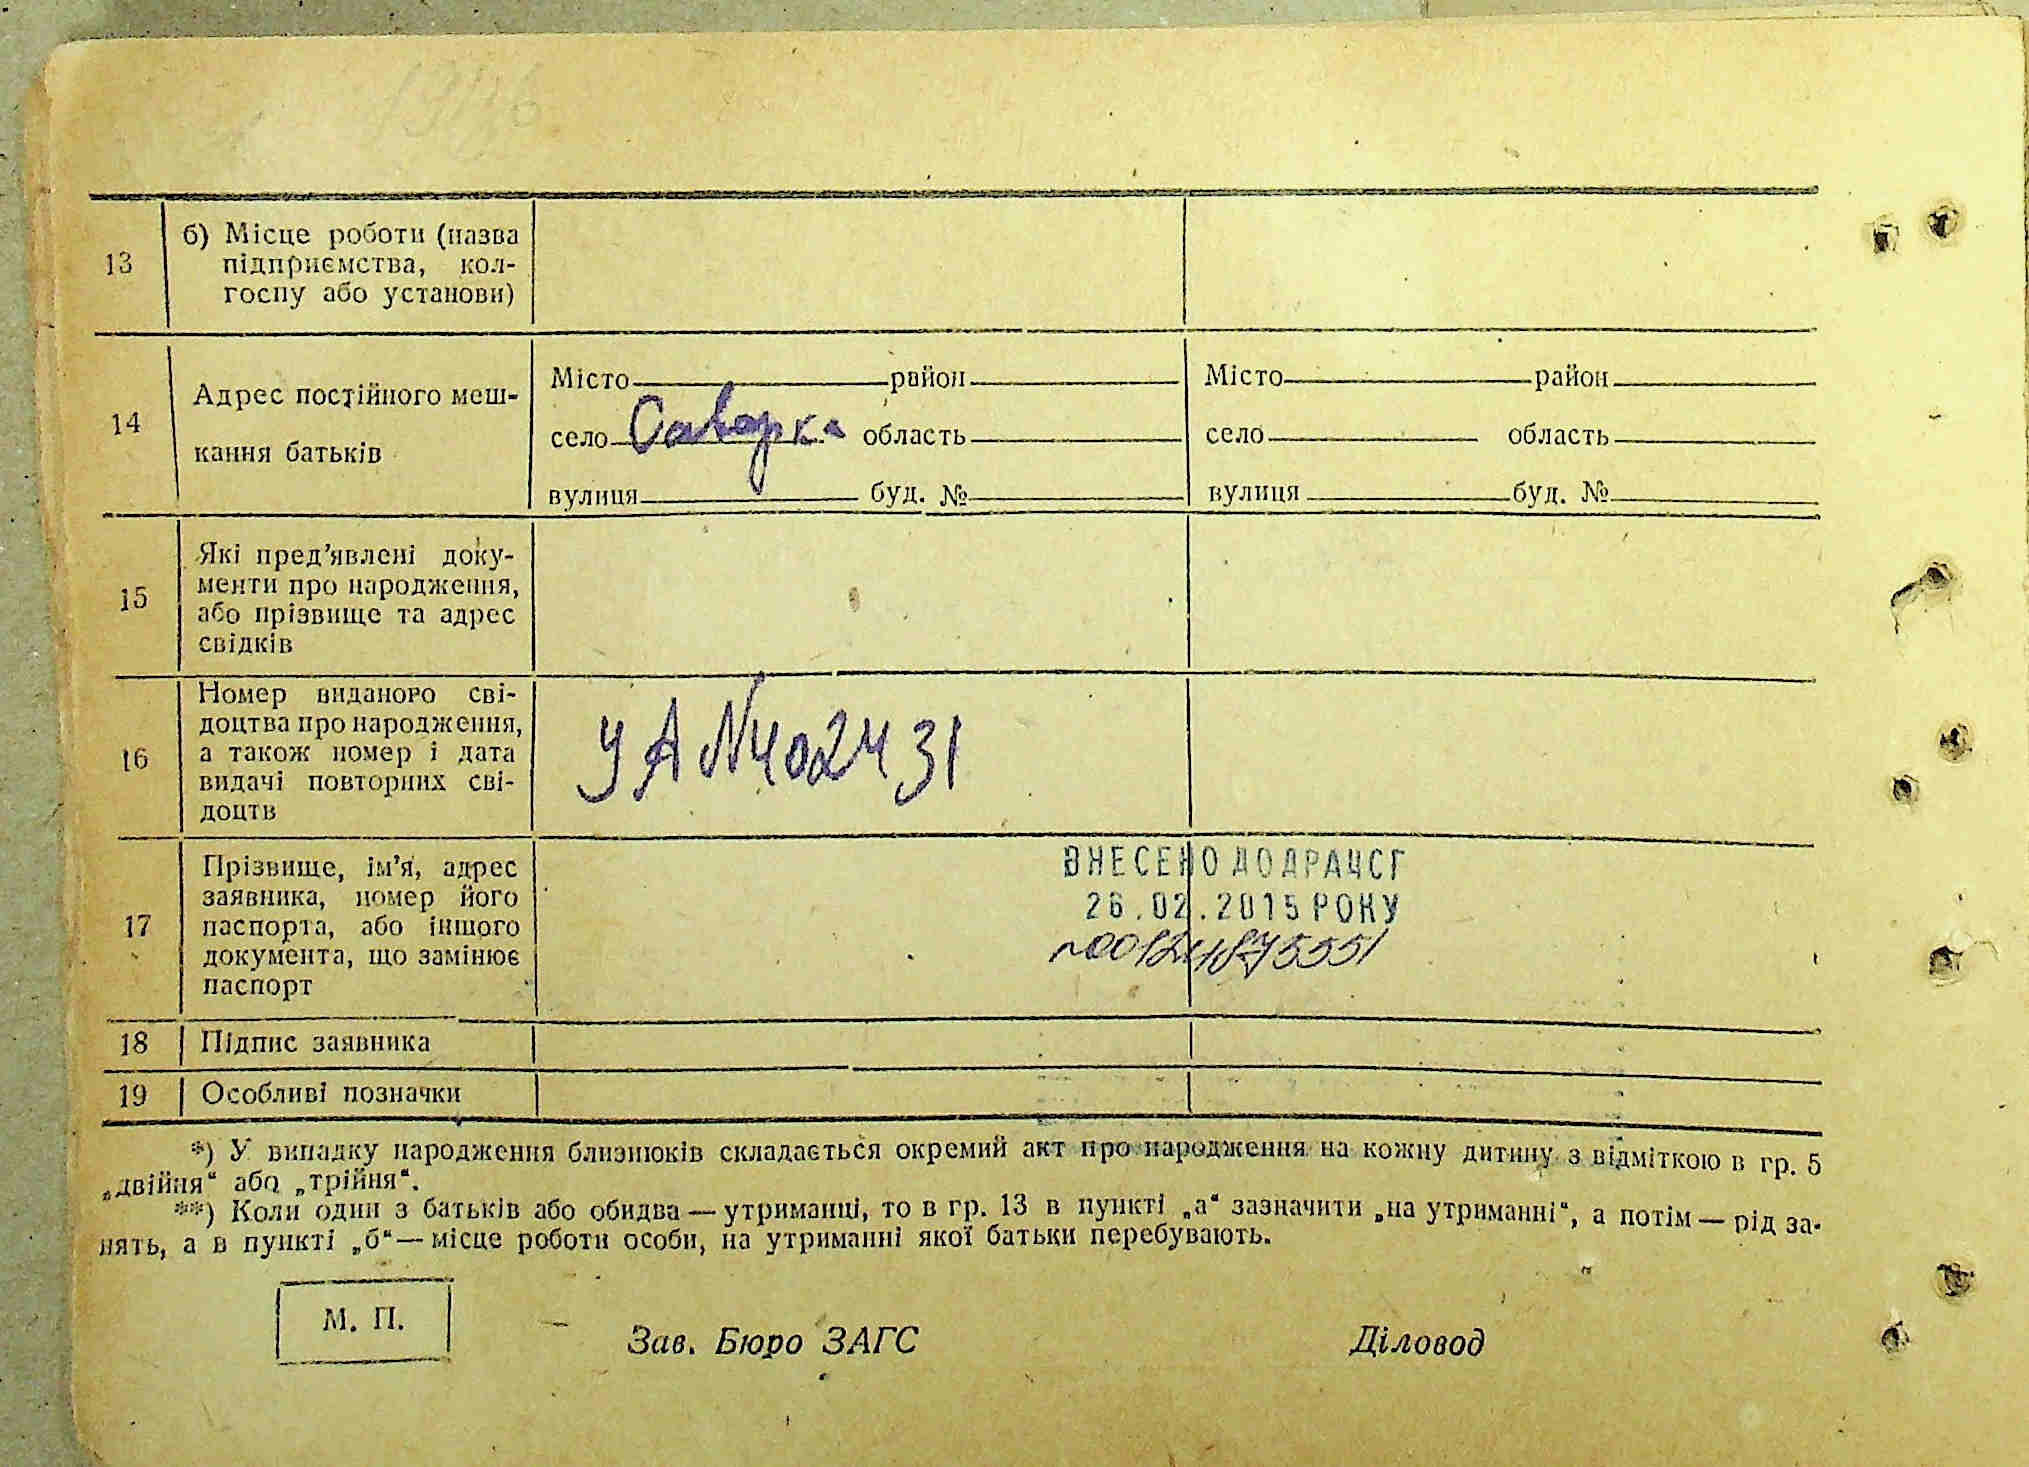 13
б) Місце роботи (назва
підприємства, кол-
госпу або установи)
14
Адрес постійного меш-
кання батьків
Місто район
село Саварка область
вулиця буд. №
Місто район
село область
вулиця буд. №
15
Які пред’явлені доку-
менти про народження,
або прізвище та адрес
свідків
16
Номер виданого сві-
доцтва про народження,
а також номер і дата
видачі повторних сві-
доцтв
УА №402431
17
Прізвище, ім’я, адрес
заявника, номер його
паспорта, або іншого
документа, що замінює
паспорт
ВНЕСЕНО ДО ДРАЦСГ
26.02.2015 РОКУ
18 Підпис заявника
19 Особливі позначки
*) У випадку народження близнюків складається окремий акт про народження на кожну дитину з відміткою в гр. 5
„двійня“ або „трійня“.
**) Коли один з батьків або обидва — утриманці, то в гр. 13 в пункті „а“ зазначити „на утриманні“, а потім — рід за-
нять, а в пункті „б“ — місце роботи особи, на утриманні якої батьки перебувають.
М. П.
Зав. Бюро ЗАГС
Діловод